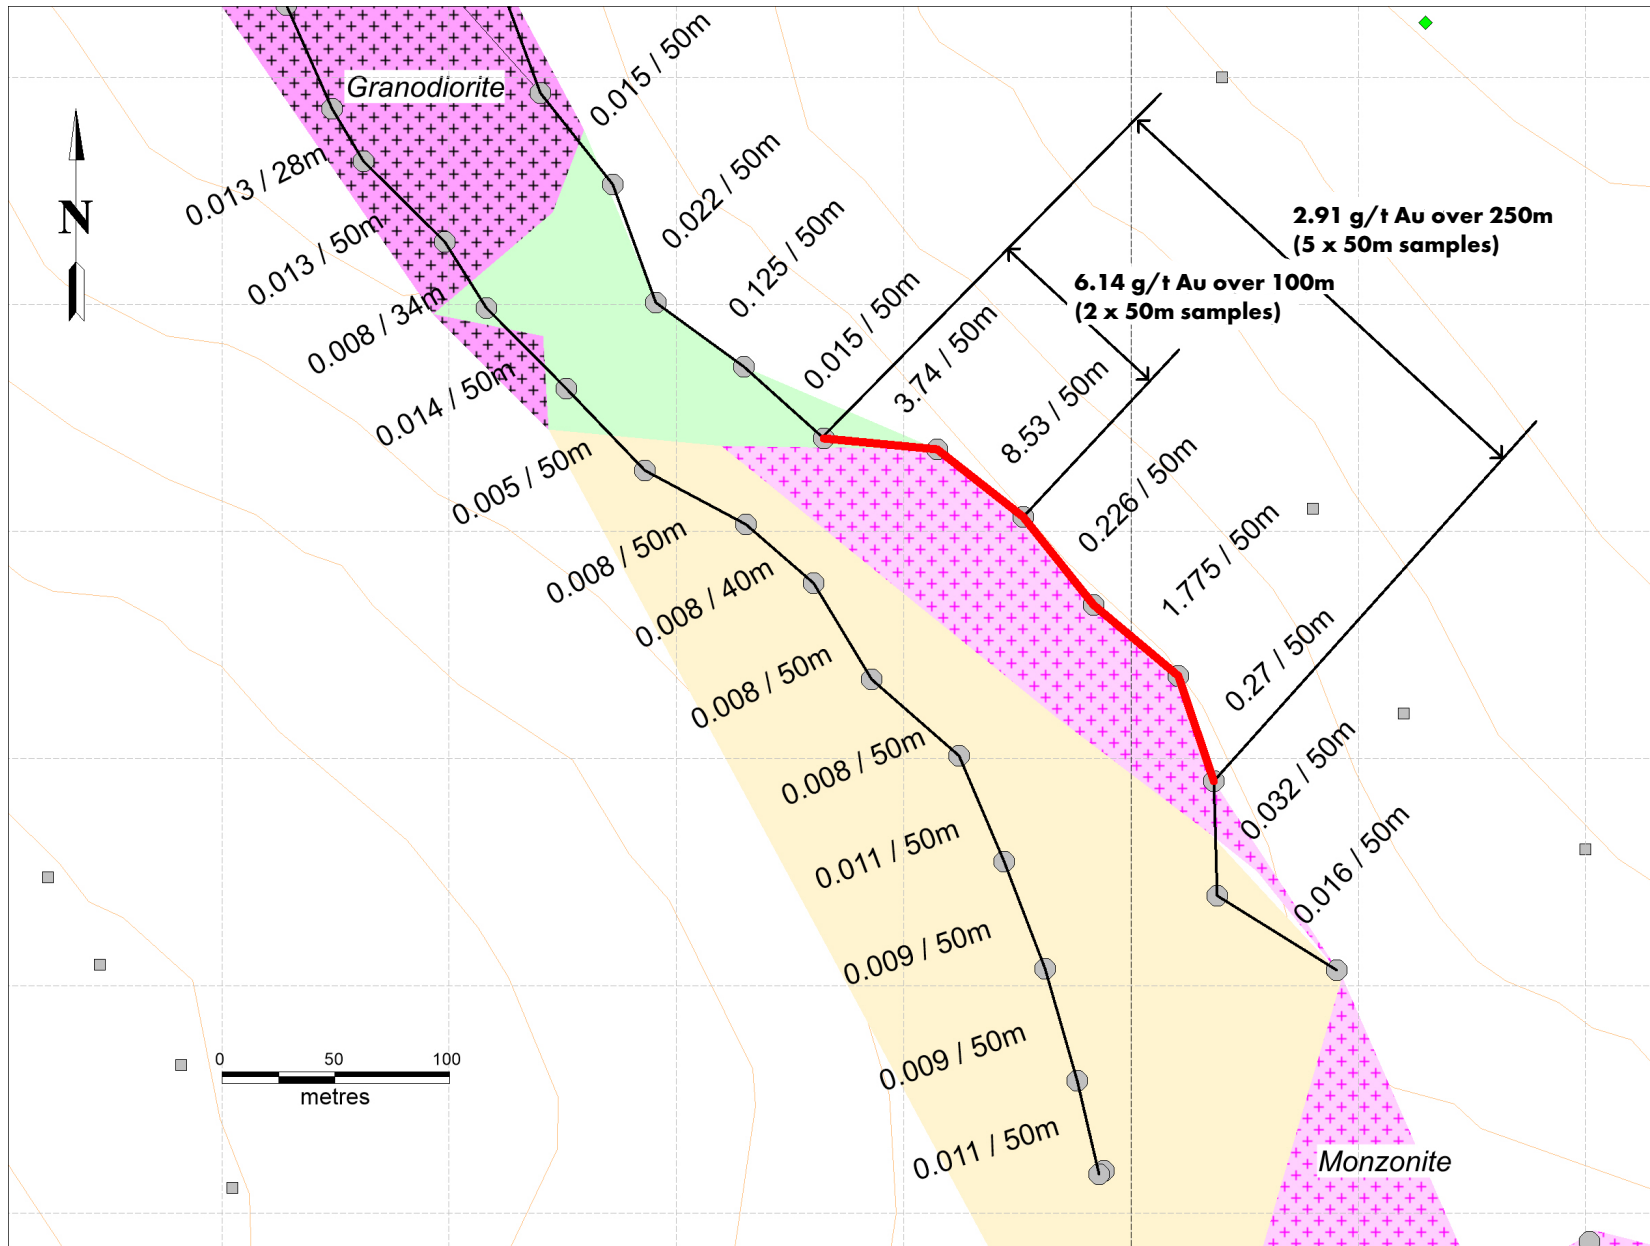 Granodiorite
0.015 / 50m
0.013 / 28m
N
0.022 / 50m
0.013 / 50m
0.125 / 50m
2.91 g/t Au over 250m
(5 x 50m samples)
6.14 g/t Au over 100m
(2 x 50m samples)
0.008 / 34m
0.015 / 50m
3.74 / 50m
0.014 / 50m
8.53 / 50m
0.005 / 50m
0.226 / 50m
0.008 / 50m
1.775 / 50m
0.008 / 40m
0.27 / 50m
0.008 / 50m
0.032 / 50m
0.008 / 50m
0.016 / 50m
0.011 / 50m
0.009 / 50m
0 50 100
metres
0.009 / 50m
0.011 / 50m
Monzonite